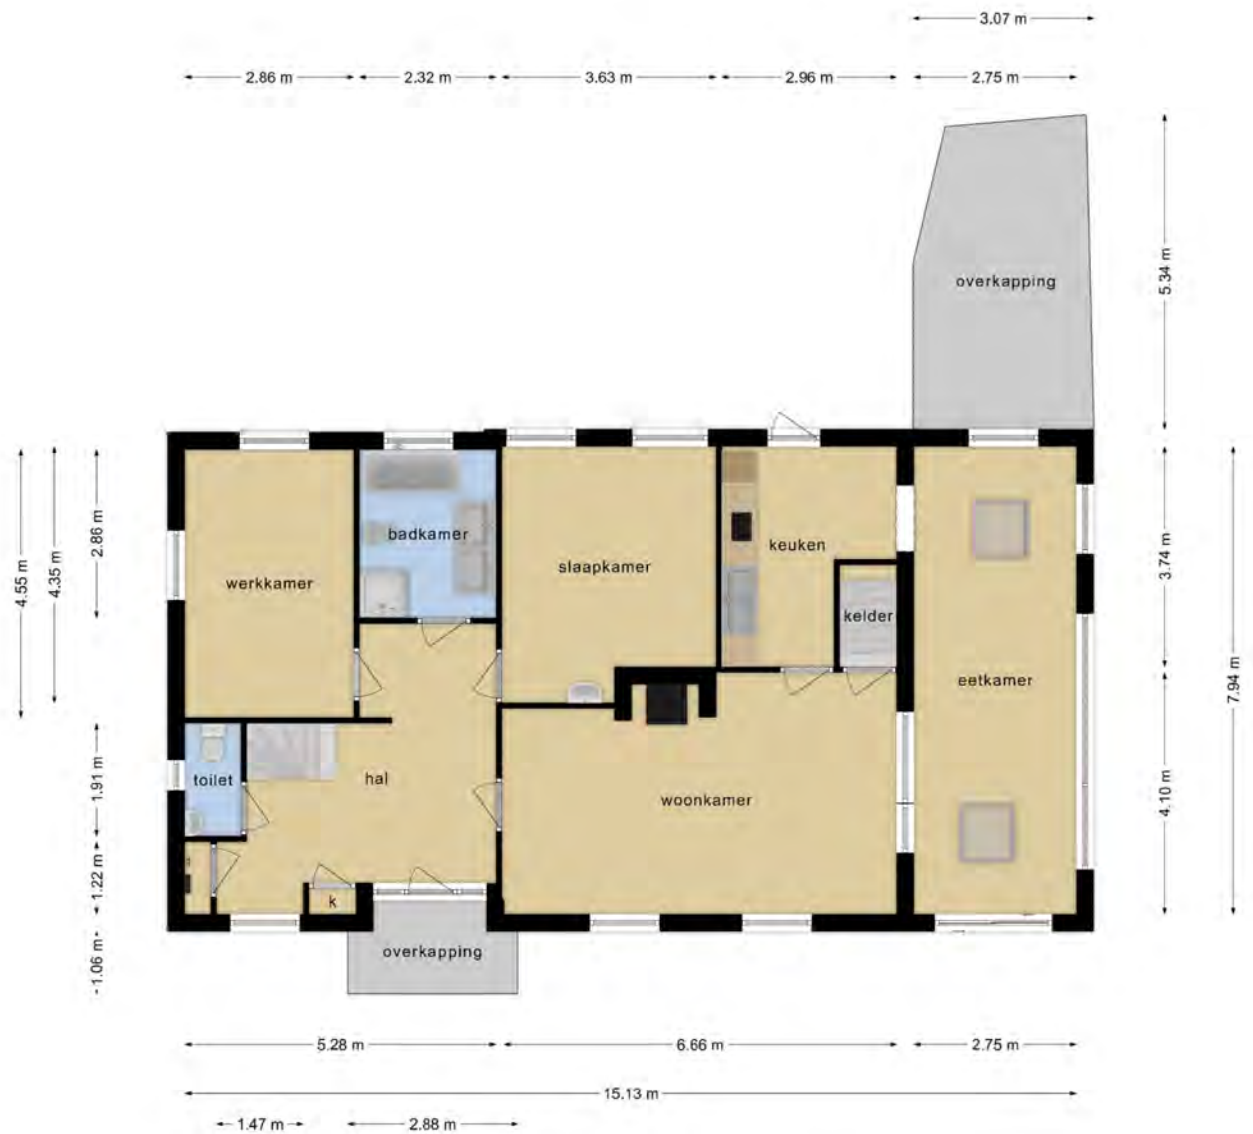 3.07 m
2.86 m 2.32 m 3.63 m 2.96 m 2.75 m
overkapping
5.34 m
4.55 m
4.35 m
2.86 m
badkamer
werkkamer
slaapkamer
keuken
kelder
eetkamer
3.74 m
7.94 m
toilet
hal
woonkamer
1.91 m
4.10 m
1.22 m
k
overkapping
1.06 m
5.28 m 6.66 m 2.75 m
15.13 m
1.47 m 2.88 m